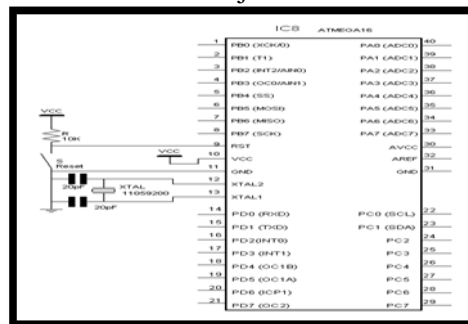 IC8 ATMEGA16
1 PB0 (XCK/0) PA0 (ADC0) 40
2 PB1 (T1) PA1 (ADC1) 39
3 PB2 (INT2/AIN0) PA2 (ADC2) 38
4 PB3 (OC0/AIN1) PA3 (ADC3) 37
5 PB4 (SS) PA4 (ADC4) 36
6 PB5 (MOSI) PA5 (ADC5) 35
7 PB6 (MISO) PA6 (ADC6) 34
8 PB7 (SCK) PA7 (ADC7) 33
VCC
R
10K
9 RST AVCC 30
VCC 10 VCC AREF 32
S
Reset
11 GND GND 31
20pF XTAL 12 XTAL2
11059200 13 XTAL1
20pF
14 PD0 (RXD) PC0 (SCL) 22
15 PD1 (TXD) PC1 (SDA) 23
16 PD2(INT0) PC2 24
17 PD3 (INT1) PC3 25
18 PD4 (OC1B) PC4 26
19 PD5 (OC1A) PC5 27
20 PD6 (ICP1) PC6 28
21 PD7 (OC2) PC7 29